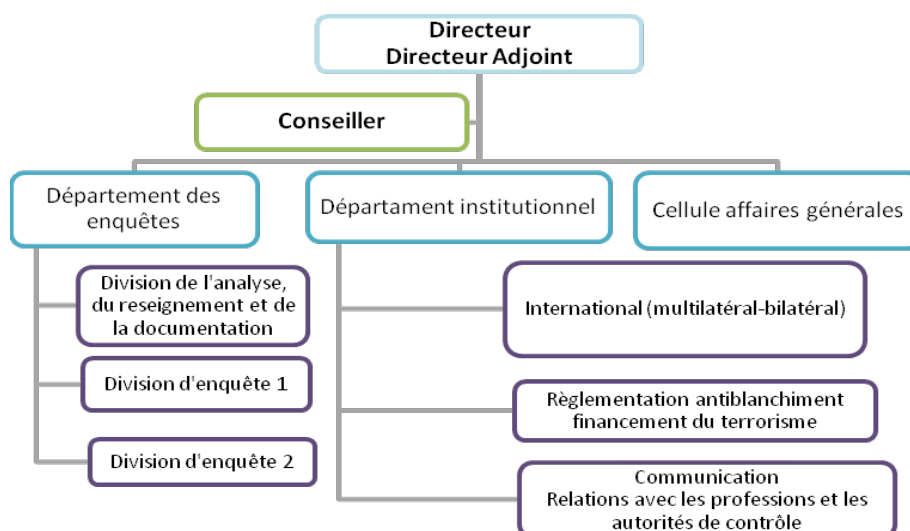 Directeur
Directeur Adjoint
Conseiller
Département des
enquêtes
Départament institutionnel
Cellule affaires générales
Division de l'analyse,
du reseignement et de
la documentation
Division d'enquête 1
Division d'enquête 2
International (multilatéral-bilatéral)
Règlementation antiblanchiment
financement du terrorisme
Communication
Relations avec les professions et les
autorités de contrôle